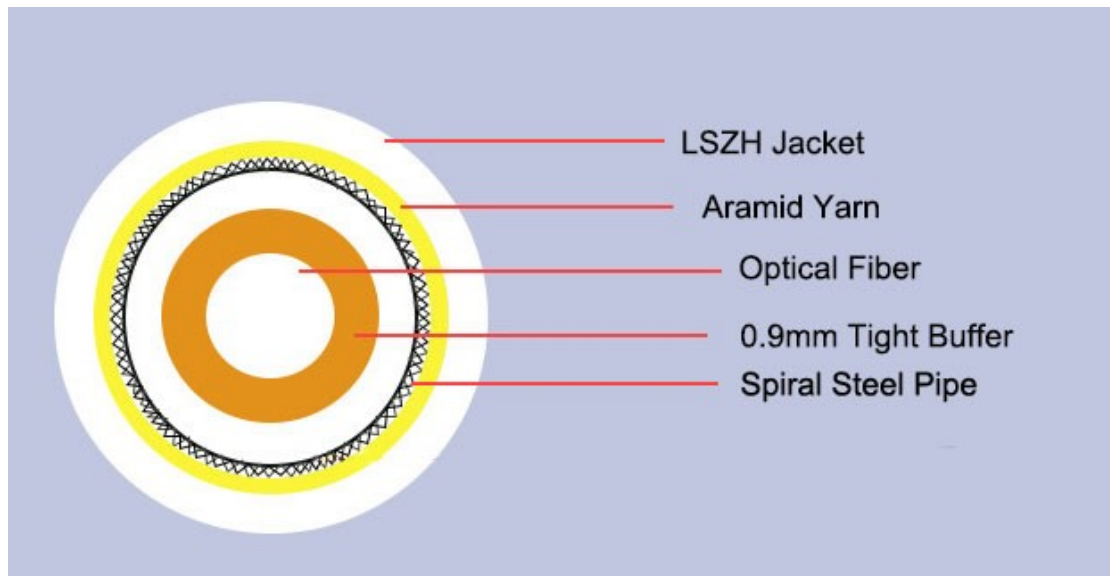 LSZH Jacket
Aramid Yarn
Optical Fiber
0.9mm Tight Buffer
Spiral Steel Pipe